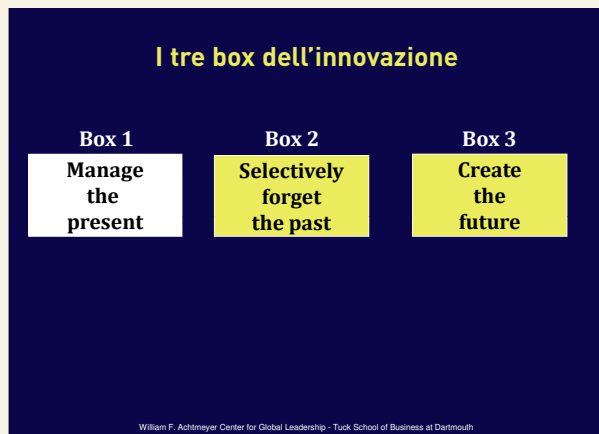 I tre box dell'innovazione
Box 1
Manage
the
present
Box 2
Selectively
forget
the past
Box 3
Create
the
future
William F. Achtmeyer Center for Global Leadership - Tuck School of Business at Dartmouth